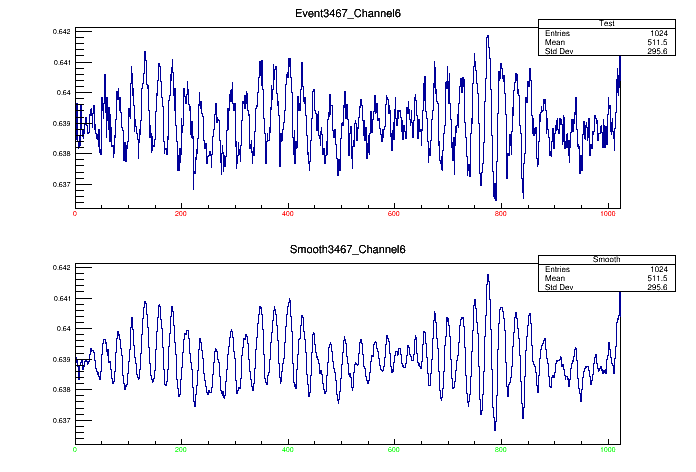 Event3467_Channel6
Test
Entries 1024
Mean 511.5
Std Dev 295.6
0.642
0.641
0.64
0.639
0.638
0.637
0 200 400 600 800 1000
Smooth3467_Channel6
Smooth
Entries 1024
Mean 511.5
Std Dev 295.6
0.642
0.641
0.64
0.639
0.638
0.637
0 200 400 600 800 1000